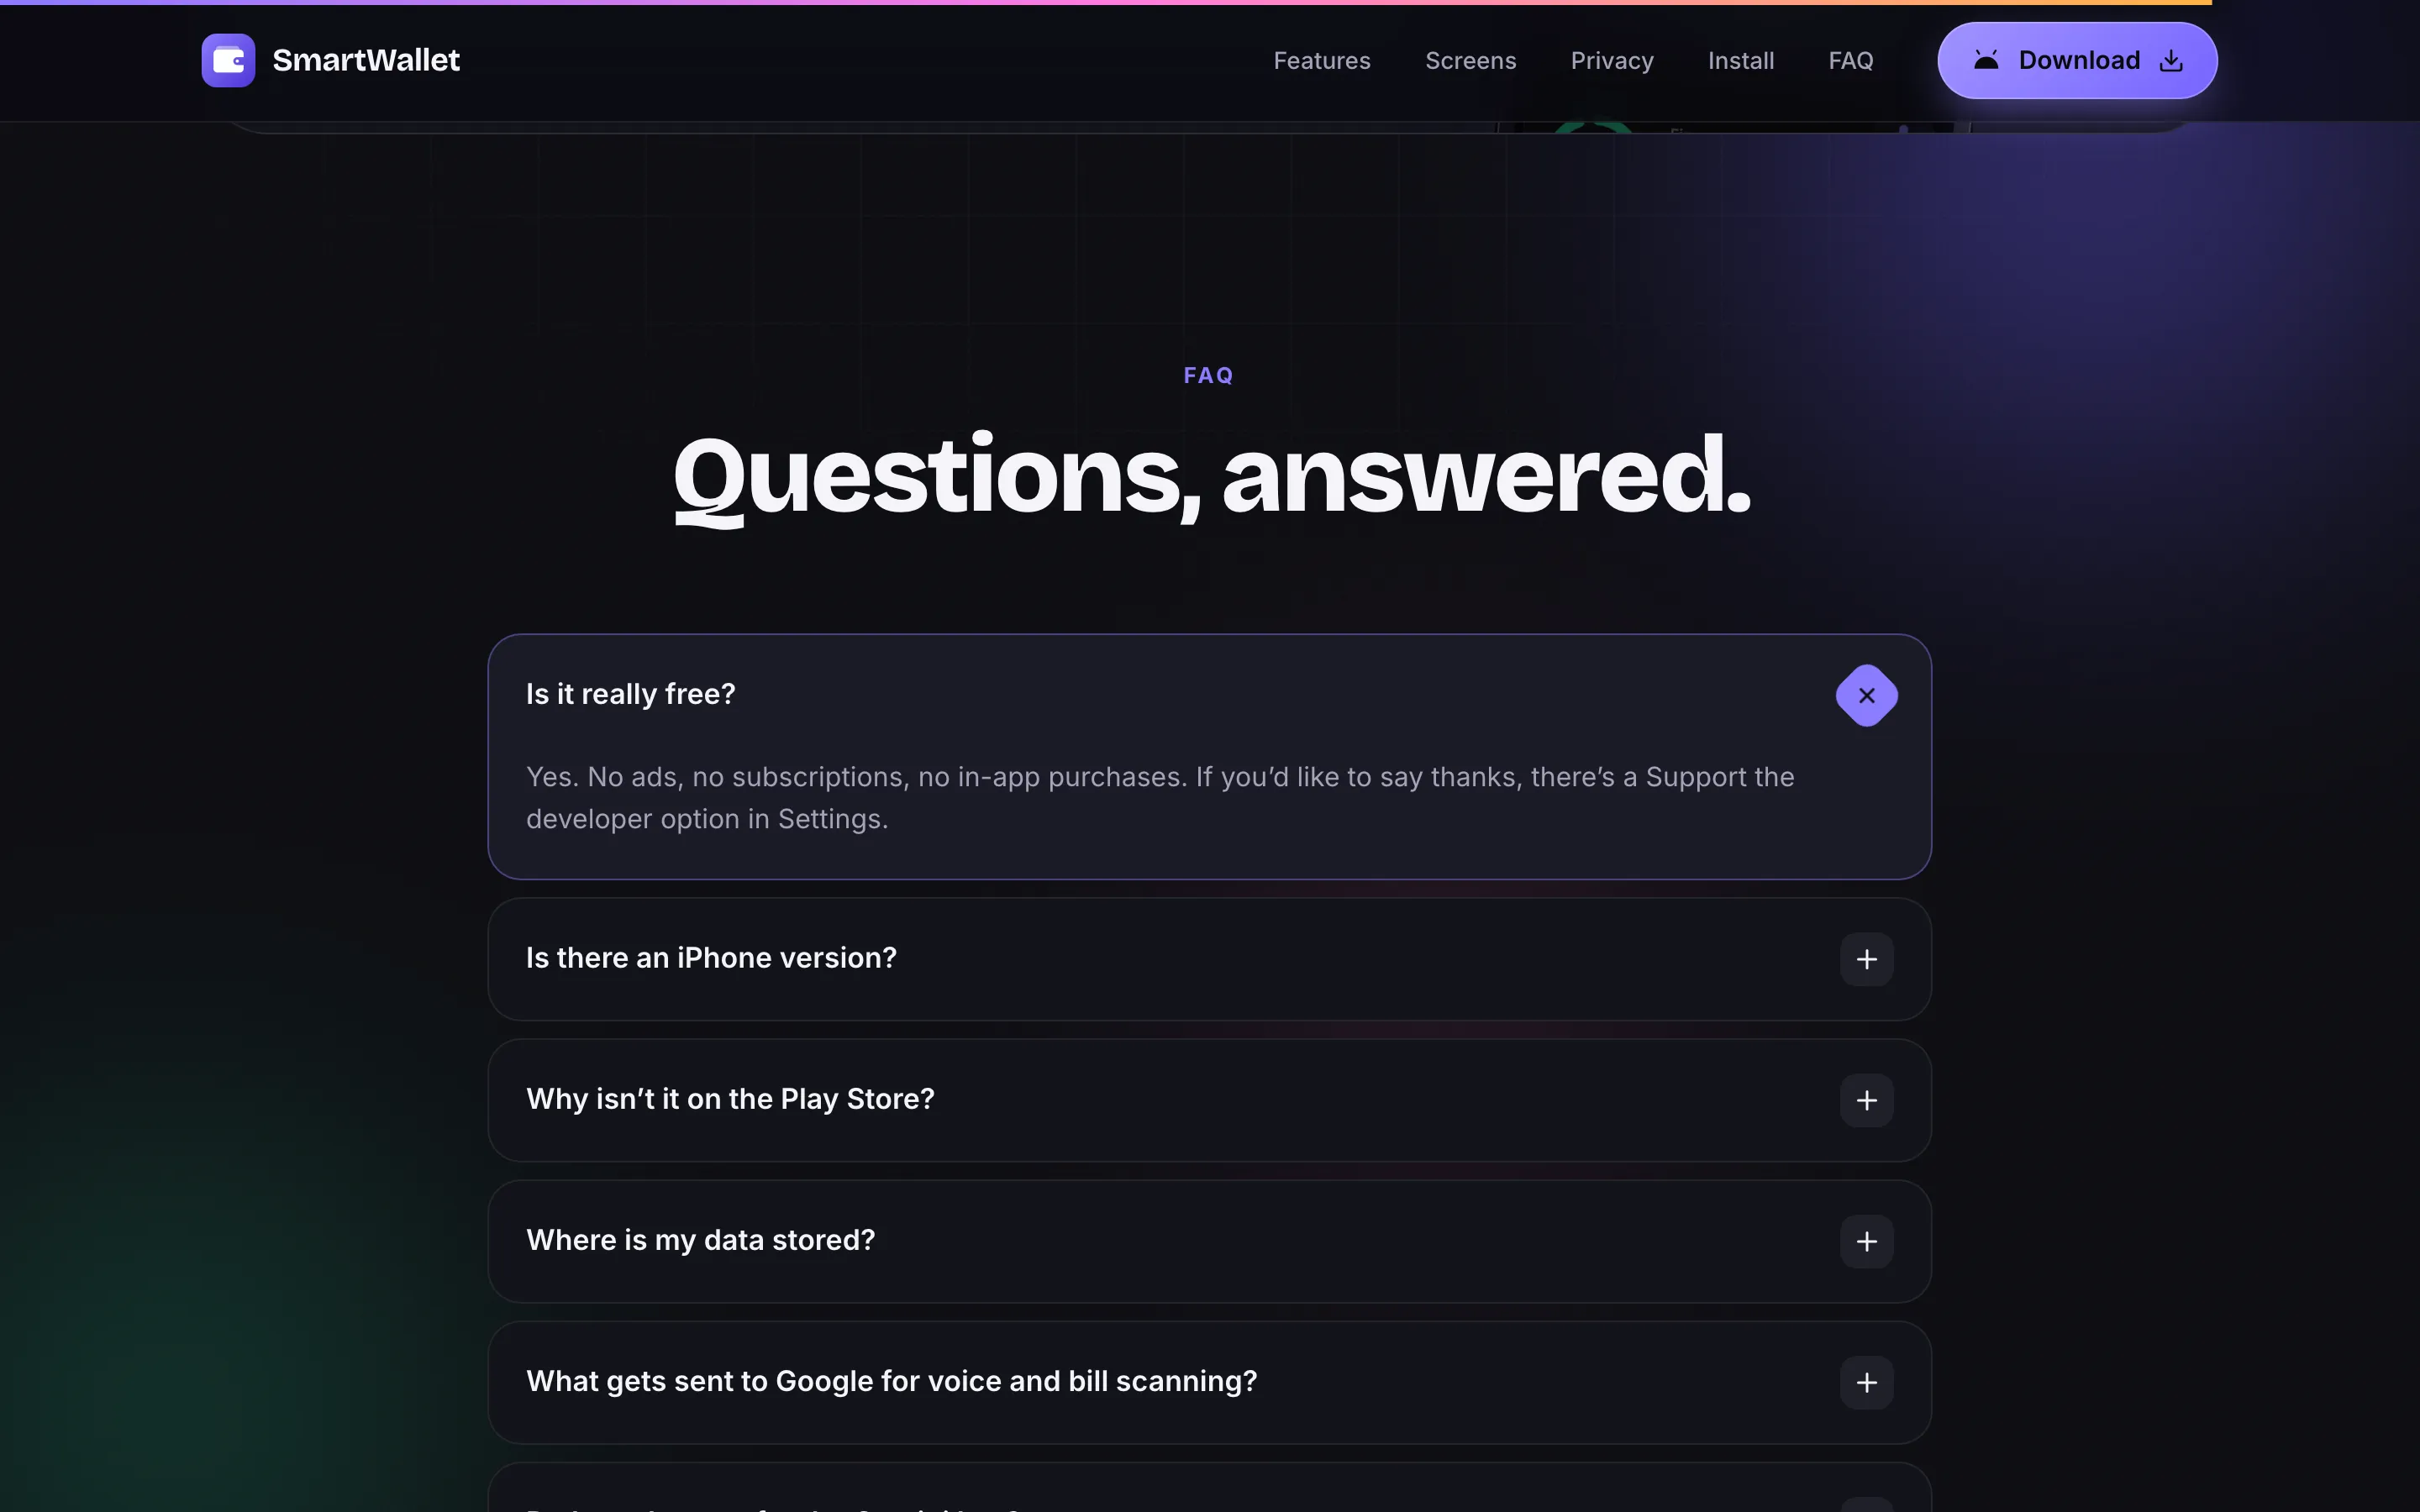 SmartWallet
Features
Screens
Privacy
Install
FAQ
Download
FAQ
Questions, answered.
Is it really free?
Yes. No ads, no subscriptions, no in-app purchases. If you’d like to say thanks, there’s a Support the
developer option in Settings.
Is there an iPhone version?
Why isn’t it on the Play Store?
Where is my data stored?
What gets sent to Google for voice and bill scanning?